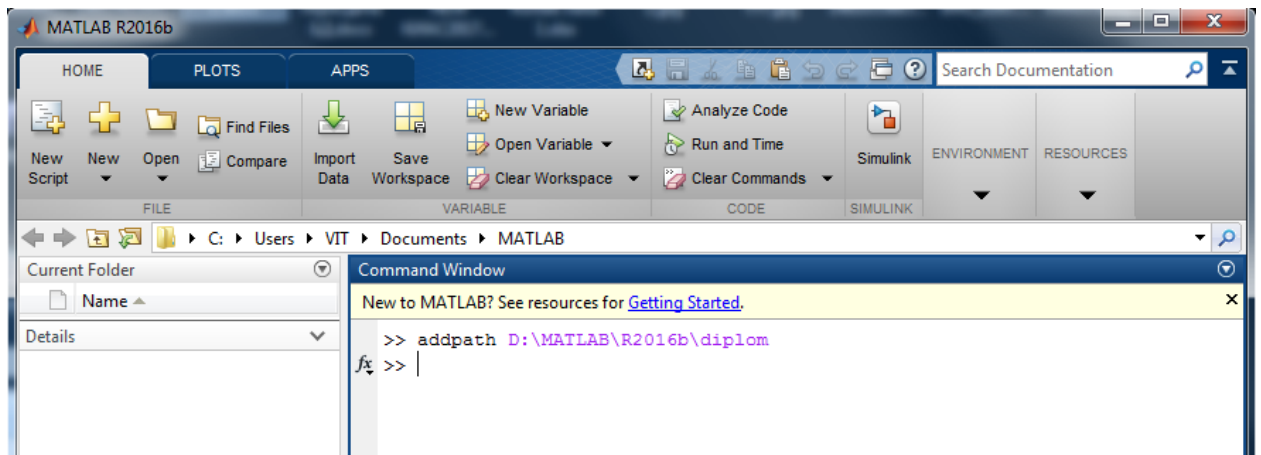 MATLAB R2016b
HOME PLOTS APPS Search Documentation
New Script
New
Open
Find Files
Compare
FILE
Import Data
Save Workspace
New Variable
Open Variable
Clear Workspace
VARIABLE
Analyze Code
Run and Time
Clear Commands
CODE
Simulink
SIMULINK
ENVIRONMENT
RESOURCES
C: Users VIT Documents MATLAB
Current Folder
Name
Details
Command Window
New to MATLAB? See resources for Getting Started.
>> addpath D:\MATLAB\R2016b\diplom
fx >>